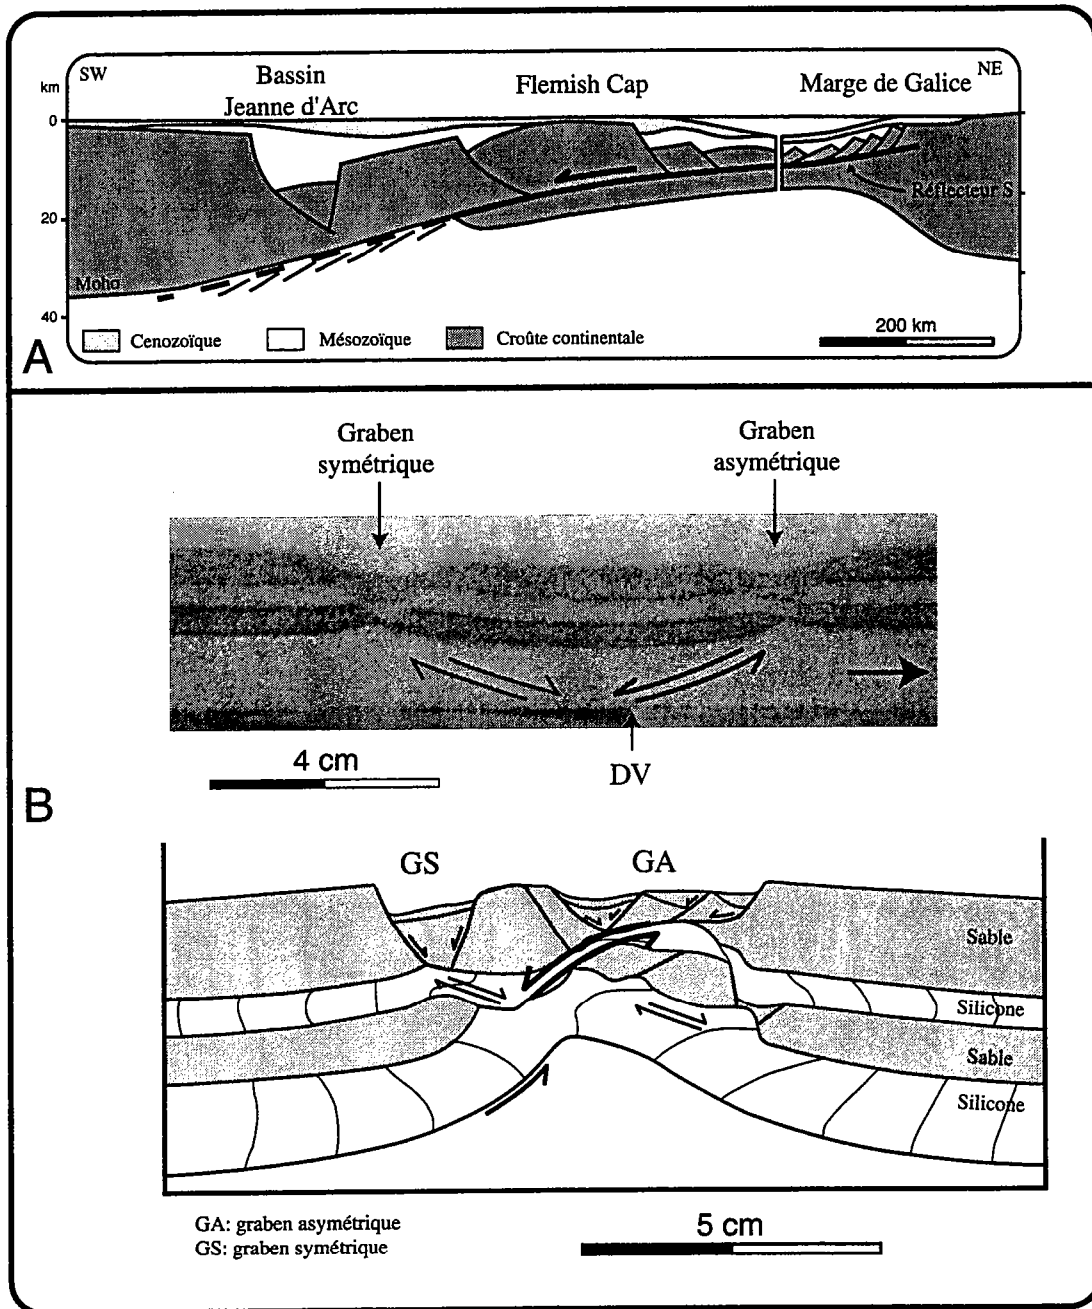 SW
Bassin
Jeanne d'Arc
Flemish Cap
Marge de Galice
NE
km
0
20
40
Réflecteur S
Moho
Cenozoïque
Mésozoïque
Croûte continentale
200 km
A
Graben
symétrique
Graben
asymétrique
4 cm
DV
B
GS
GA
Sable
Silicone
Sable
Silicone
GA: graben asymétrique
GS: graben symétrique
5 cm